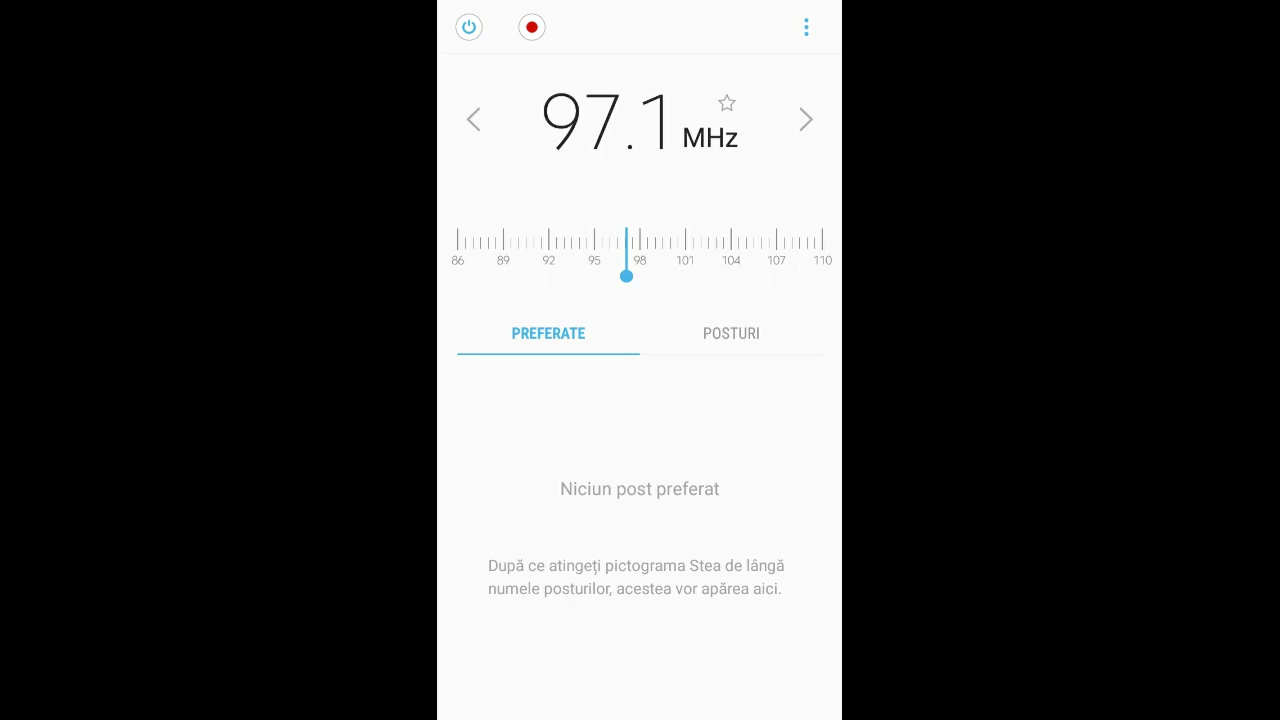 97.1 MHz
86 89 92 95 98 101 104 107 110
PREFERATE POSTURI
Niciun post preferat
După ce atingeți pictograma Stea de lângă
numele posturilor, acestea vor apărea aici.